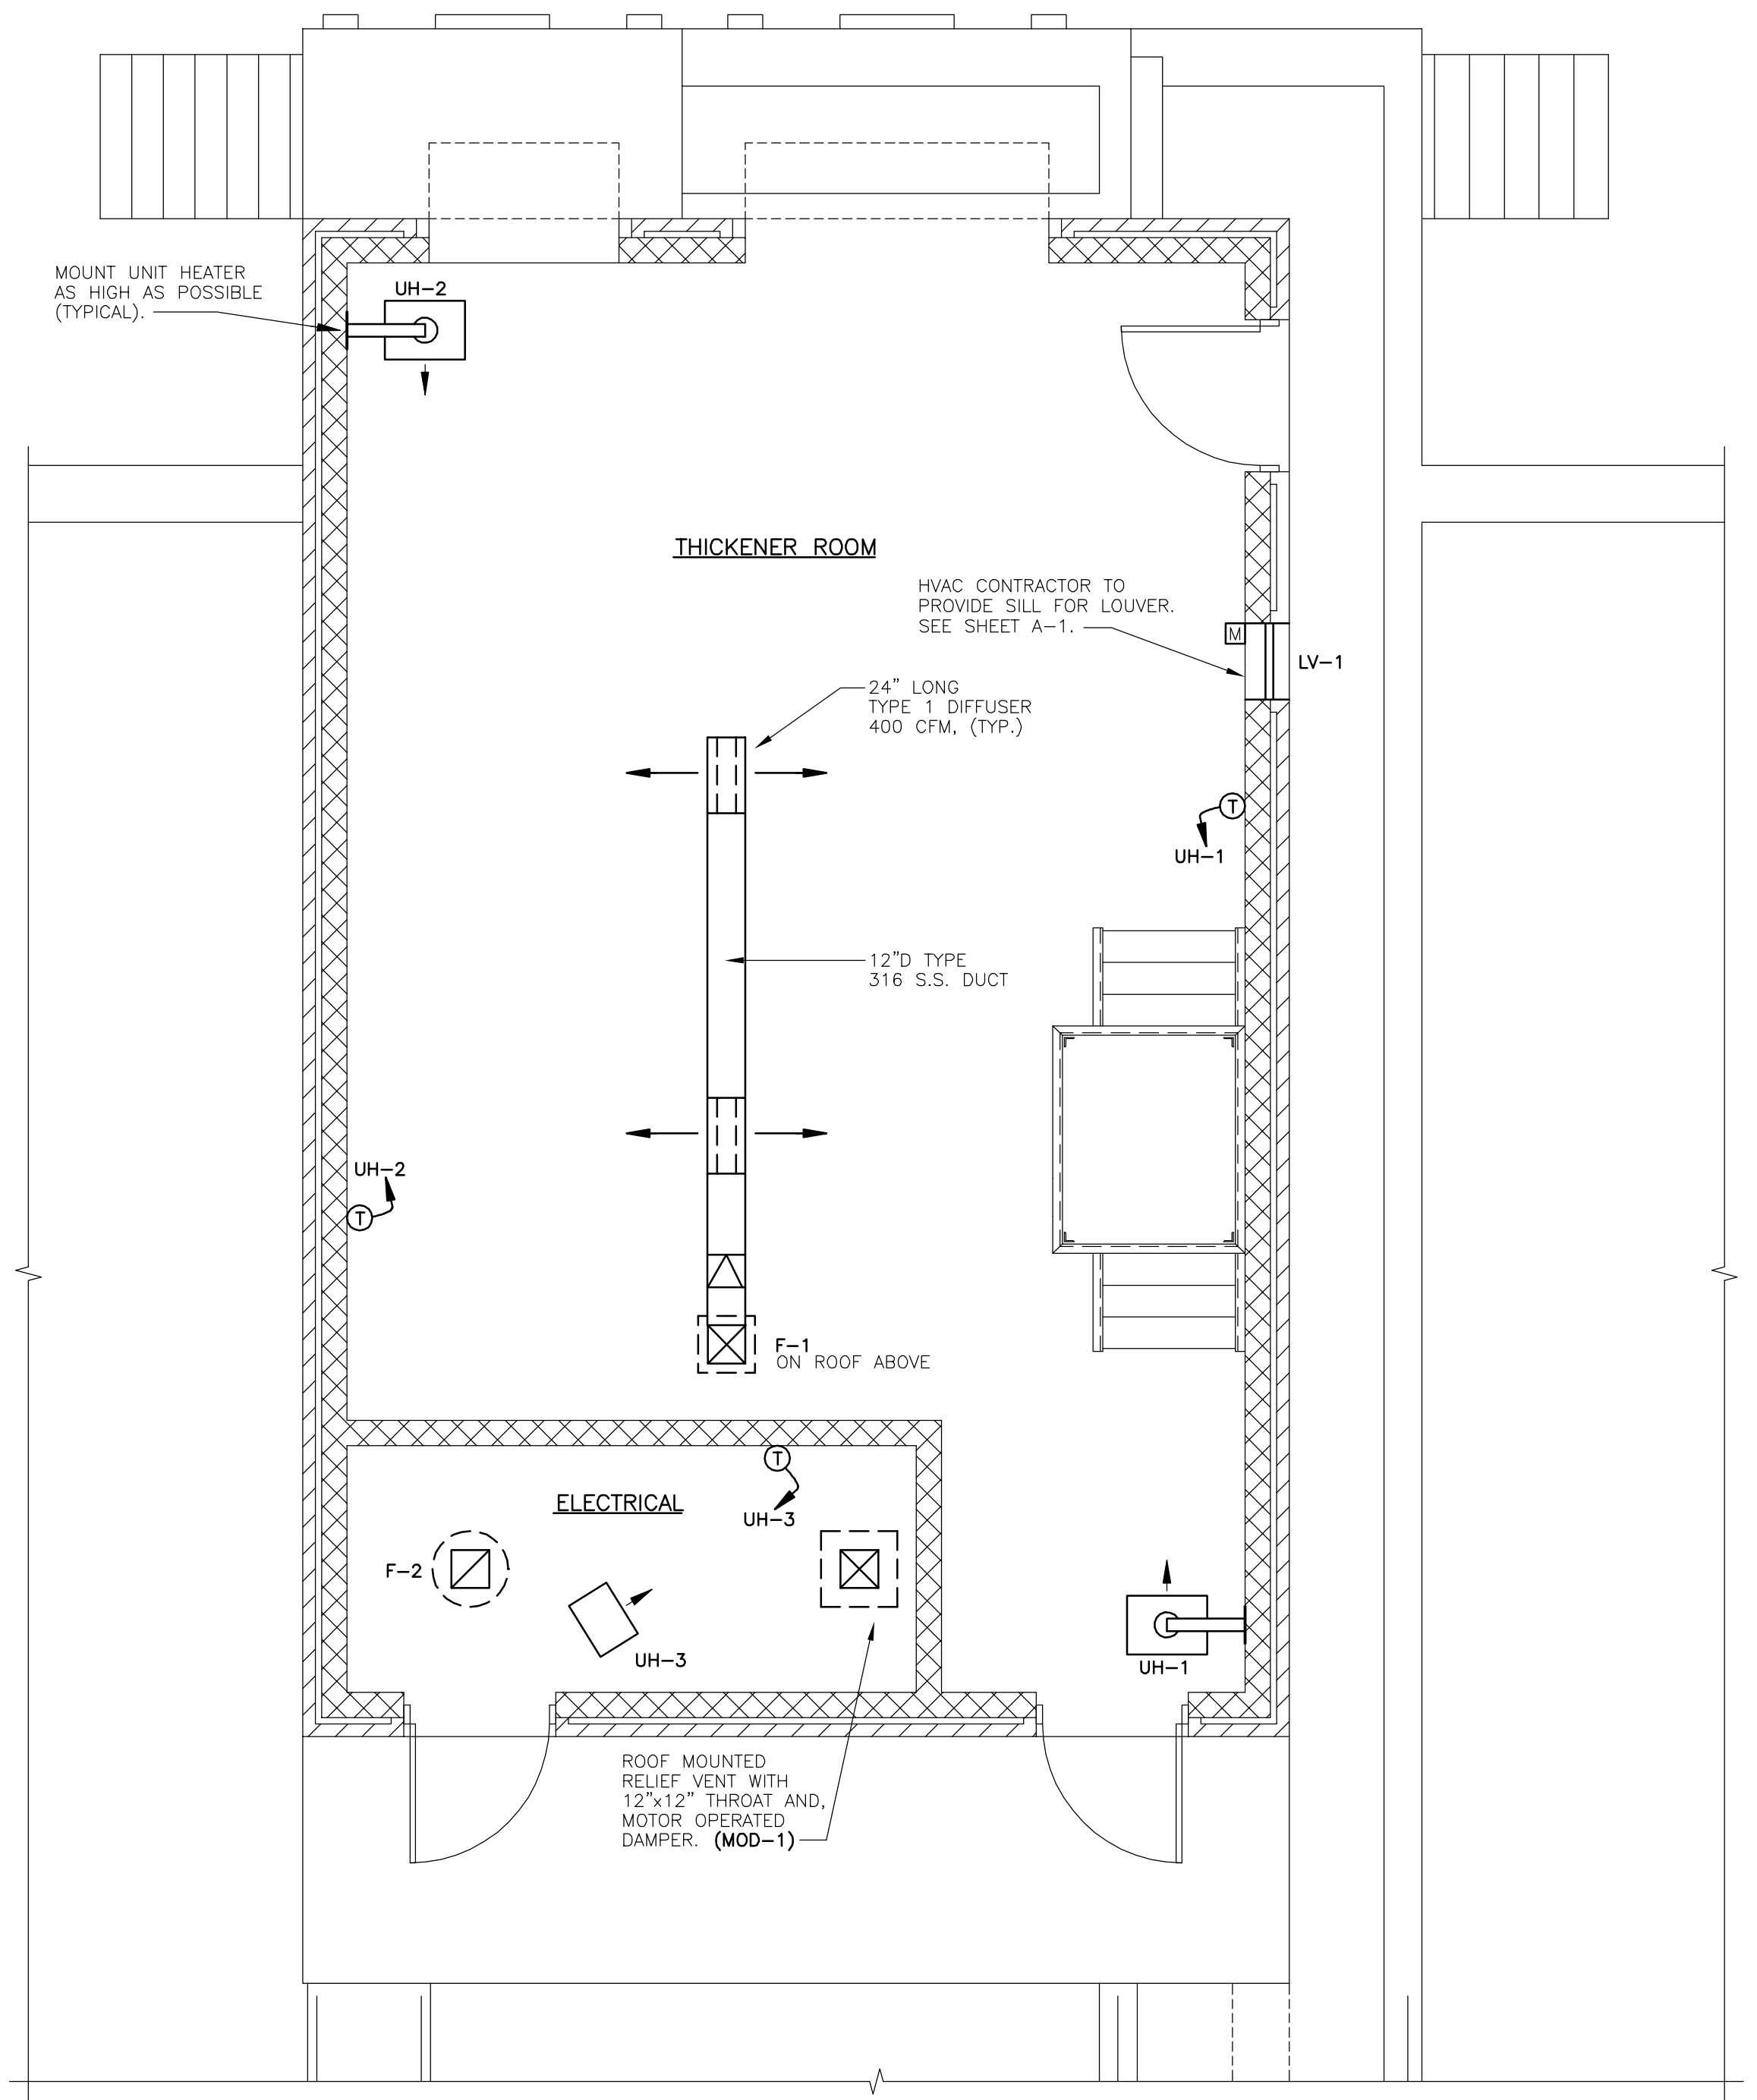 MOUNT UNIT HEATER
AS HIGH AS POSSIBLE
(TYPICAL).
UH-2
THICKENER ROOM
HVAC CONTRACTOR TO
PROVIDE SILL FOR LOUVER.
SEE SHEET A-1.
M
LV-1
24" LONG
TYPE 1 DIFFUSER
400 CFM, (TYP.)
T
UH-1
12"D TYPE
316 S.S. DUCT
UH-2
T
F-1
ON ROOF ABOVE
T
ELECTRICAL
UH-3
F-2
UH-3
UH-1
ROOF MOUNTED
RELIEF VENT WITH
12"x12" THROAT AND,
MOTOR OPERATED
DAMPER. (MOD-1)